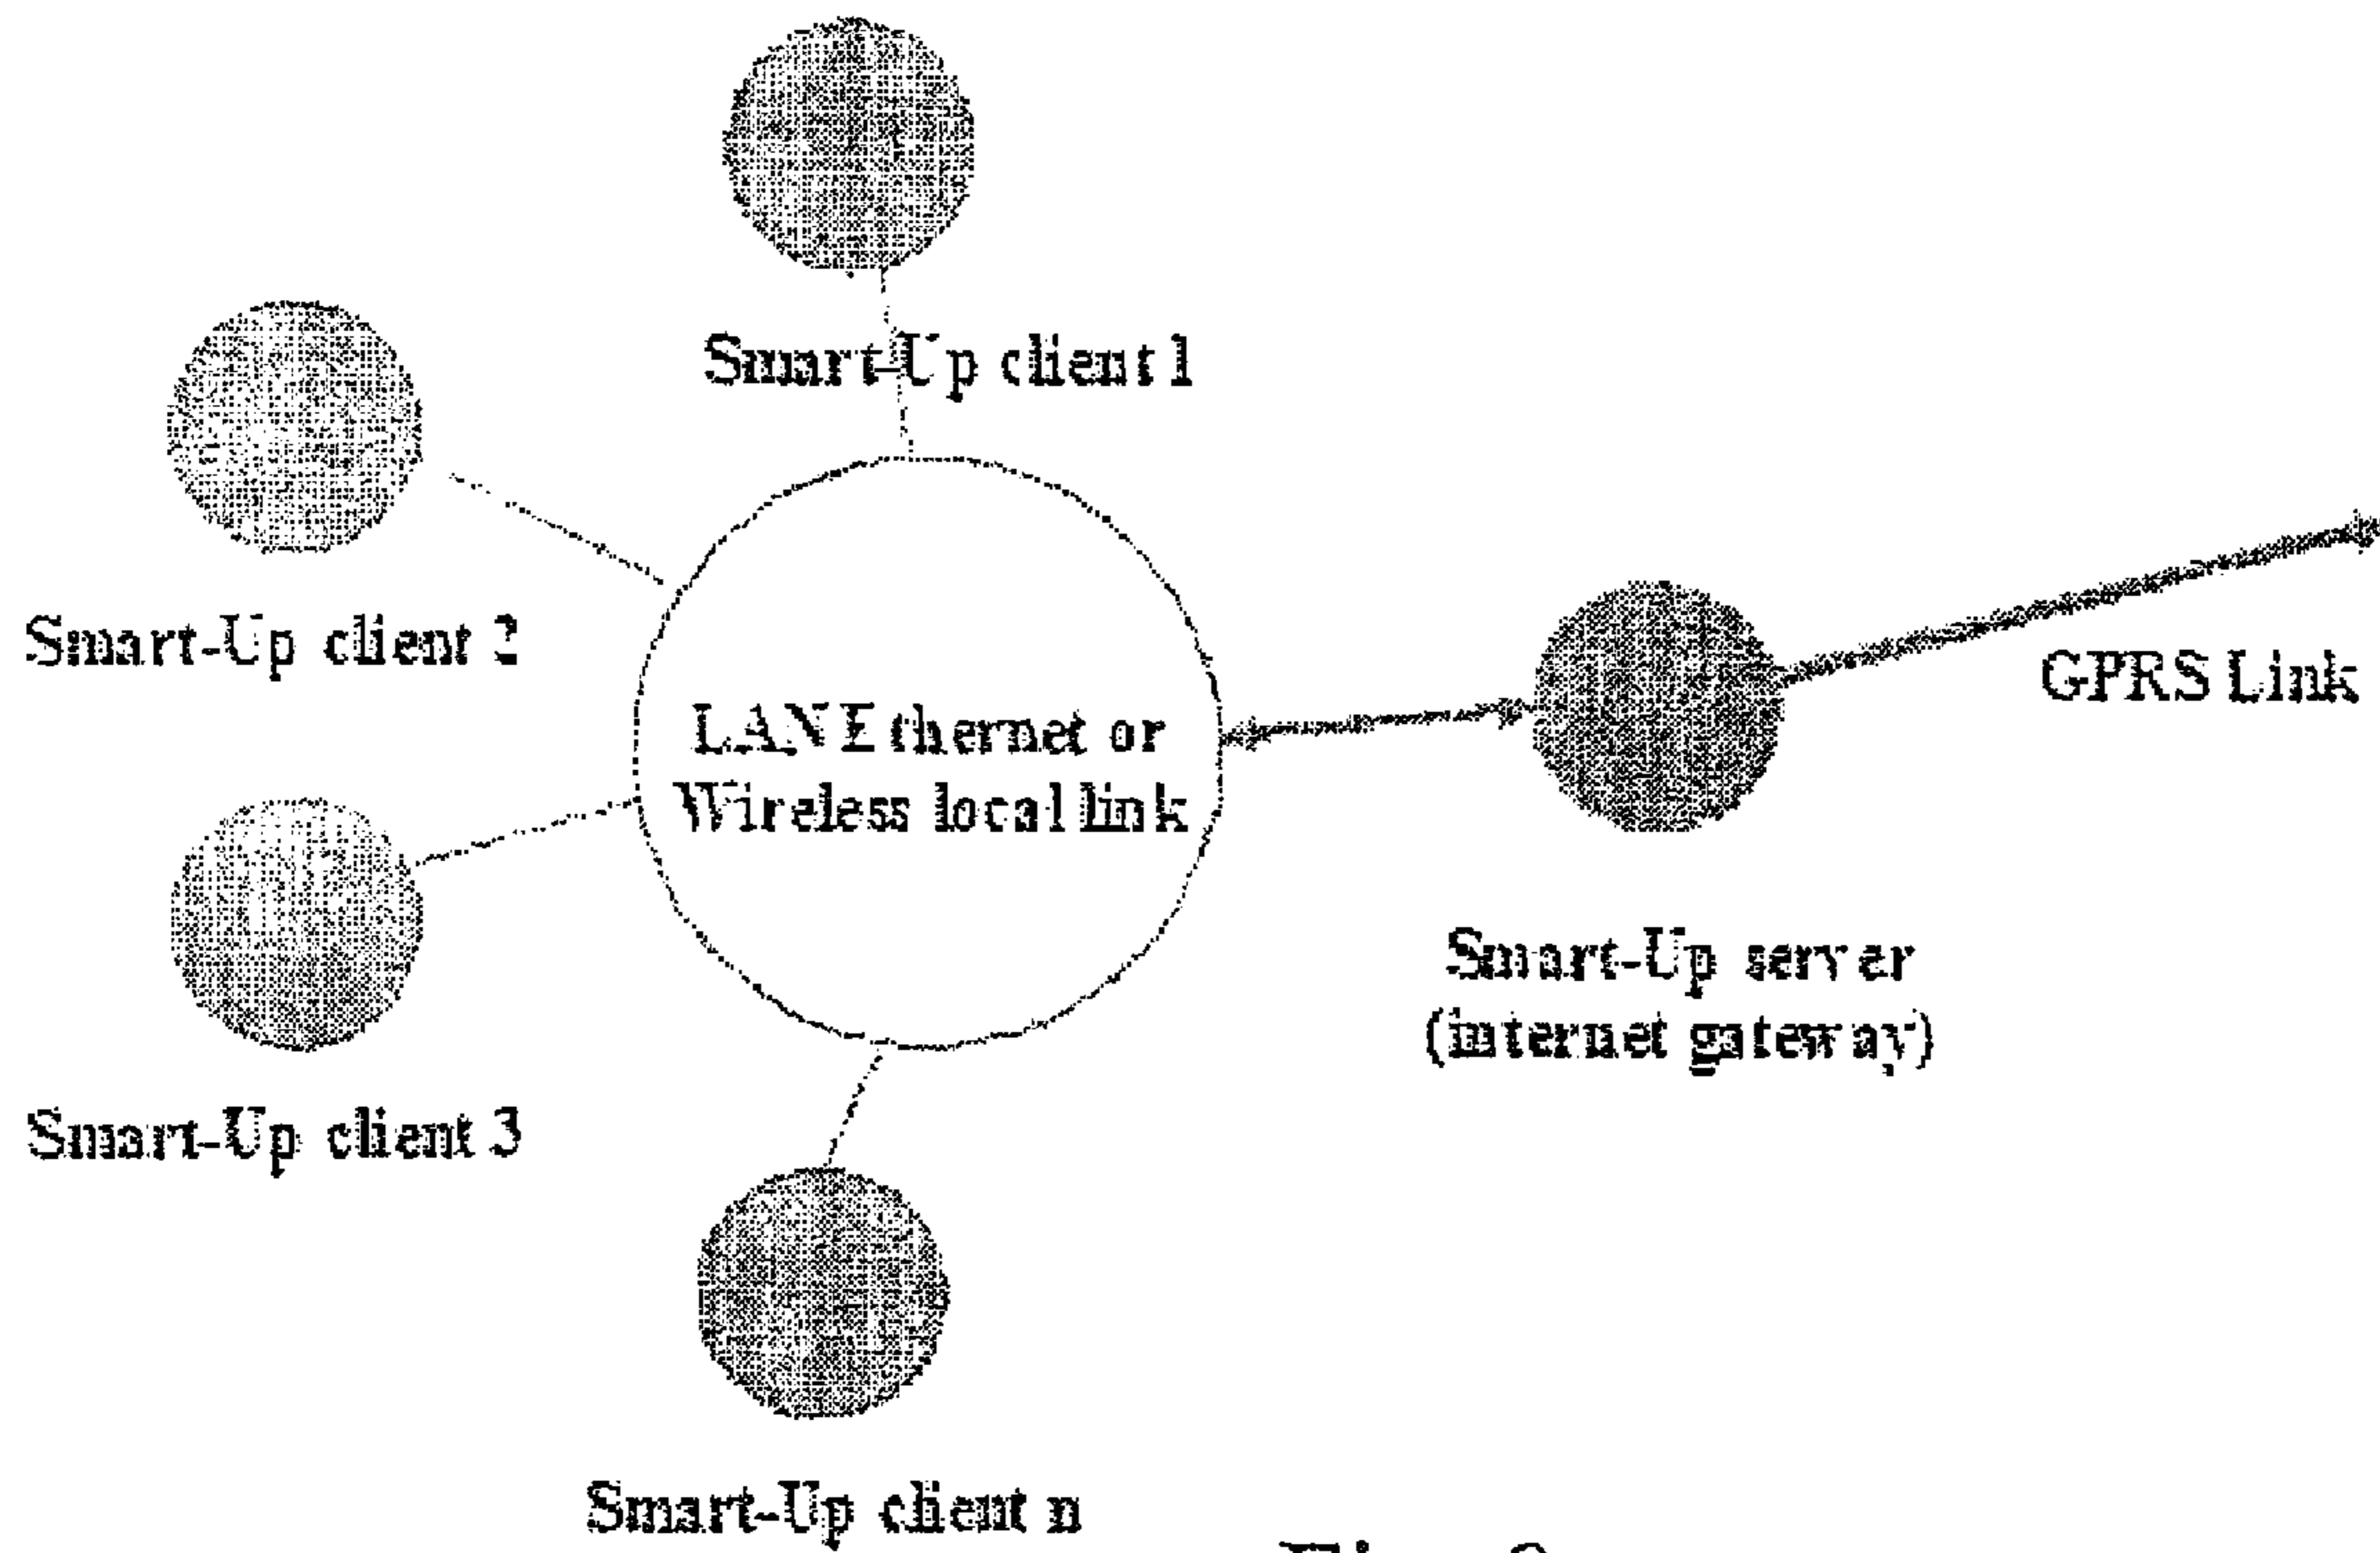 Smart-Up client 1
Smart-Up client 2
LAN Ethernet or
Wireless local link
GPRS Link
Smart-Up server
(internet gateway)
Smart-Up client 3
Smart-Up client n